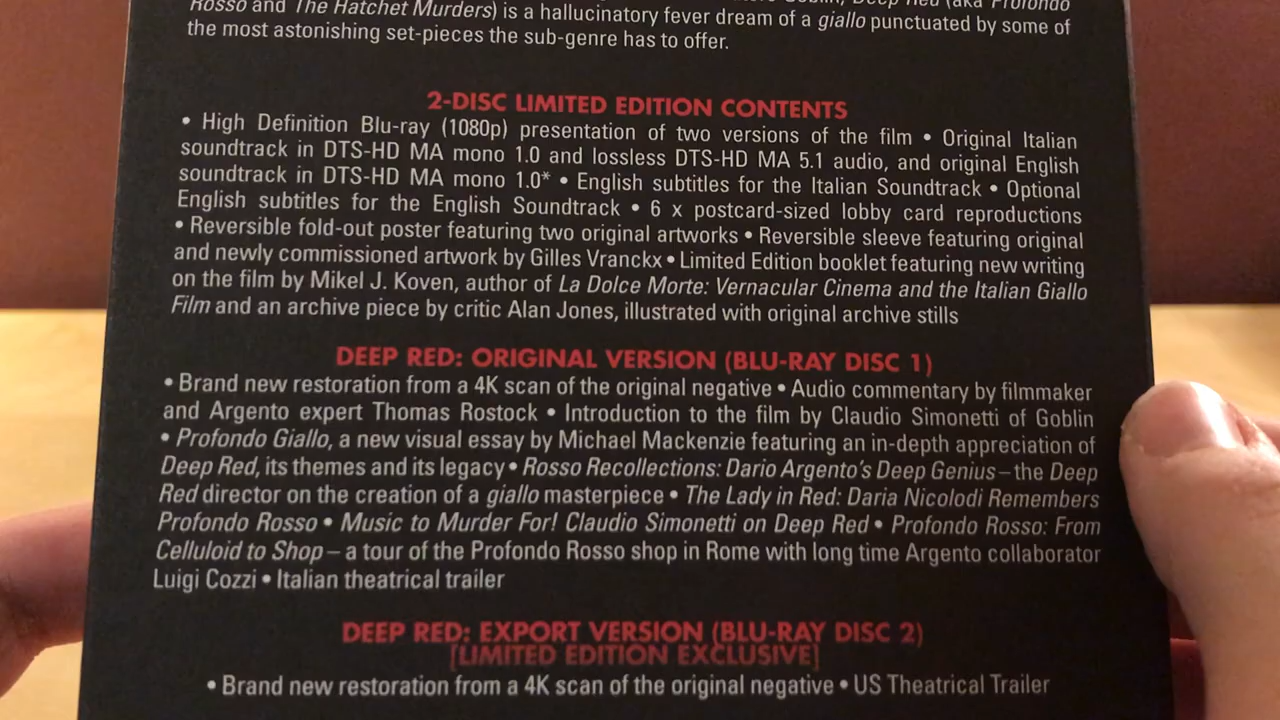 Rosso and The Hatchet Murders) is a hallucinatory fever dream of a giallo punctuated by some of
the most astonishing set-pieces the sub-genre has to offer.
2-DISC LIMITED EDITION CONTENTS
• High Definition Blu-ray (1080p) presentation of two versions of the film • Original Italian
soundtrack in DTS-HD MA mono 1.0 and lossless DTS-HD MA 5.1 audio, and original English
soundtrack in DTS-HD MA mono 1.0* • English subtitles for the Italian Soundtrack • Optional
English subtitles for the English Soundtrack • 6 x postcard-sized lobby card reproductions
• Reversible fold-out poster featuring two original artworks • Reversible sleeve featuring original
and newly commissioned artwork by Gilles Vranckx • Limited Edition booklet featuring new writing
on the film by Mikel J. Koven, author of La Dolce Morte: Vernacular Cinema and the Italian Giallo
Film and an archive piece by critic Alan Jones, illustrated with original archive stills
DEEP RED: ORIGINAL VERSION (BLU-RAY DISC 1)
• Brand new restoration from a 4K scan of the original negative • Audio commentary by filmmaker
and Argento expert Thomas Rostock • Introduction to the film by Claudio Simonetti of Goblin
• Profondo Giallo, a new visual essay by Michael Mackenzie featuring an in-depth appreciation of
Deep Red, its themes and its legacy • Rosso Recollections: Dario Argento's Deep Genius – the Deep
Red director on the creation of a giallo masterpiece • The Lady in Red: Daria Nicolodi Remembers
Profondo Rosso • Music to Murder For! Claudio Simonetti on Deep Red • Profondo Rosso: From
Celluloid to Shop – a tour of the Profondo Rosso shop in Rome with long time Argento collaborator
Luigi Cozzi • Italian theatrical trailer
DEEP RED: EXPORT VERSION (BLU-RAY DISC 2)
[LIMITED EDITION EXCLUSIVE]
• Brand new restoration from a 4K scan of the original negative • US Theatrical Trailer